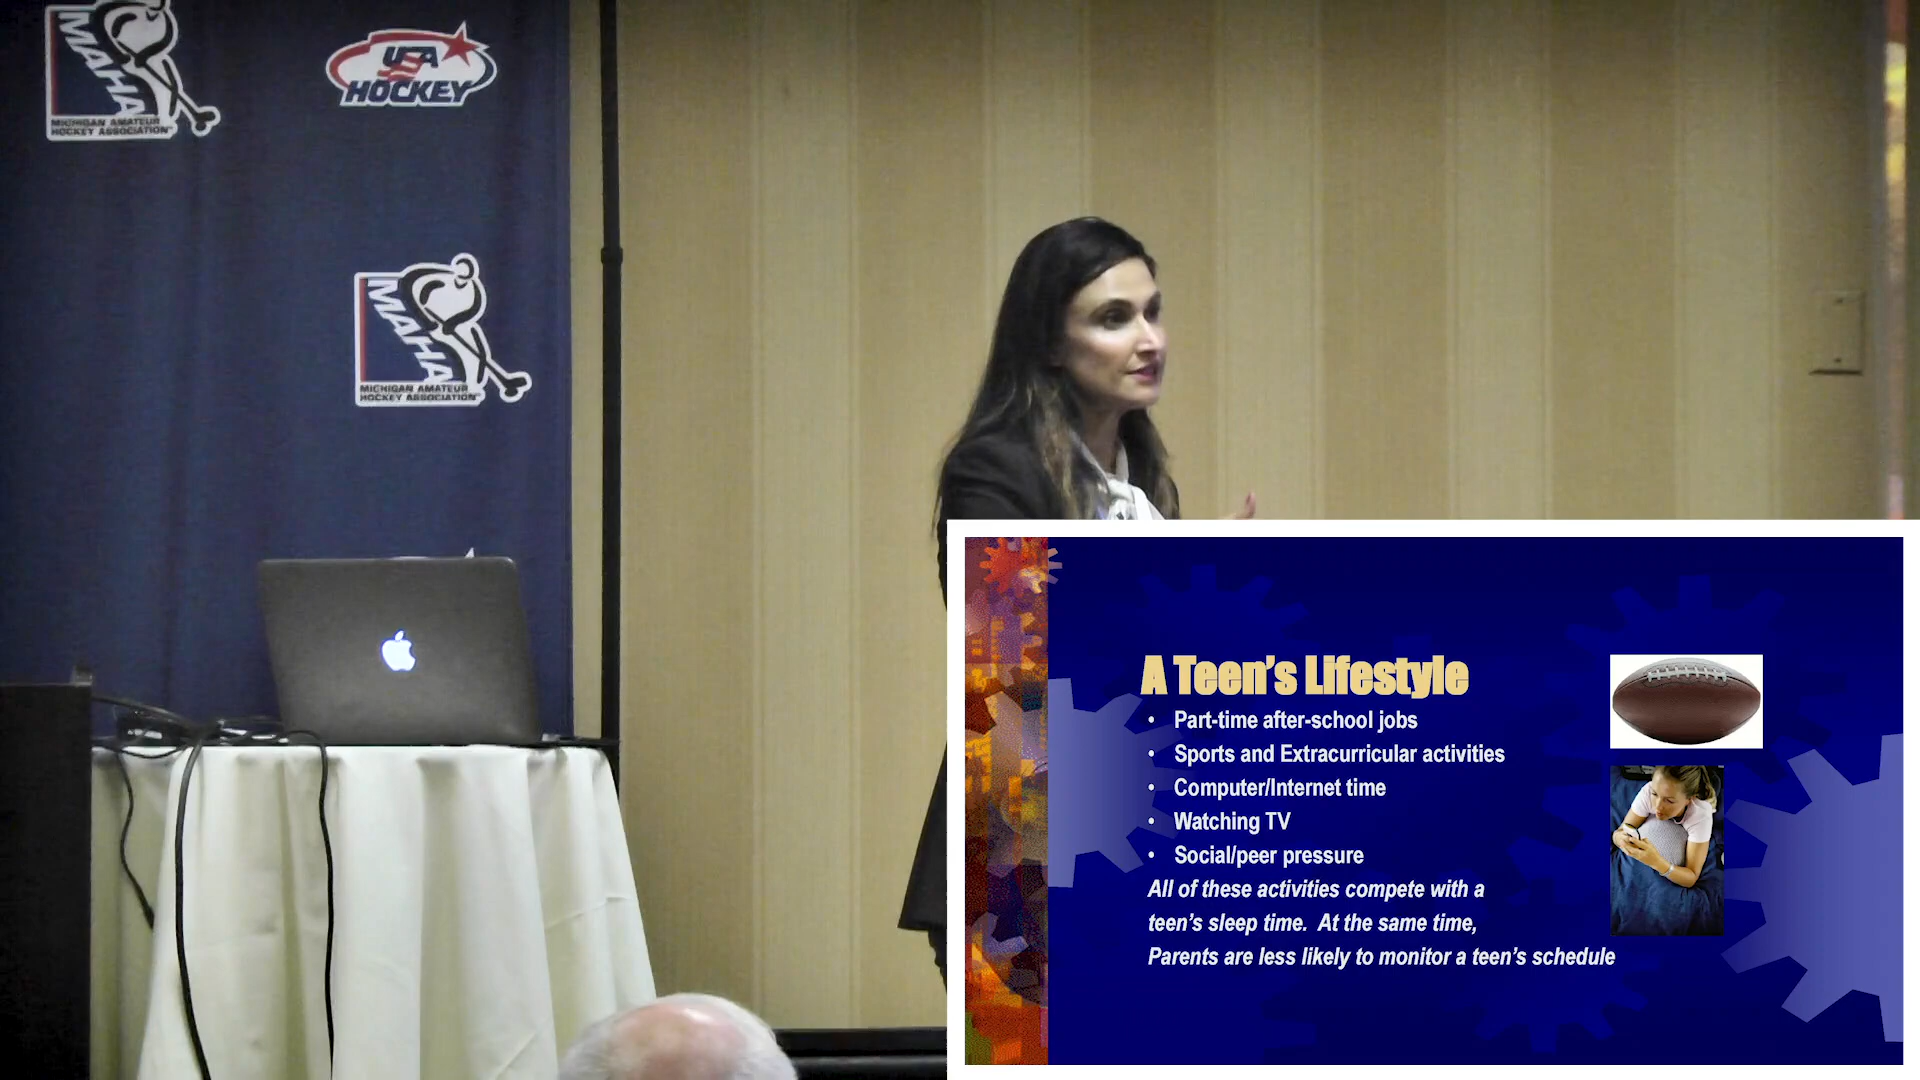 MAHA
MICHIGAN AMATEUR
HOCKEY ASSOCIATION
USA
HOCKEY
MAHA
MICHIGAN AMATEUR
HOCKEY ASSOCIATION
A Teen's Lifestyle
• Part-time after-school jobs
• Sports and Extracurricular activities
• Computer/Internet time
• Watching TV
• Social/peer pressure
All of these activities compete with a
teen's sleep time. At the same time,
Parents are less likely to monitor a teen's schedule